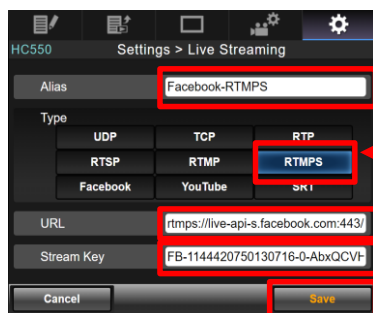 HC550 Settings > Live Streaming
Alias Facebook-RTMPS
Type
UDP TCP RTP
RTSP RTMP RTMPS
Facebook YouTube SRT
URL rtmps://live-api-s.facebook.com:443/
Stream Key FB-1144420750130716-0-AbxQCVH
Cancel Save